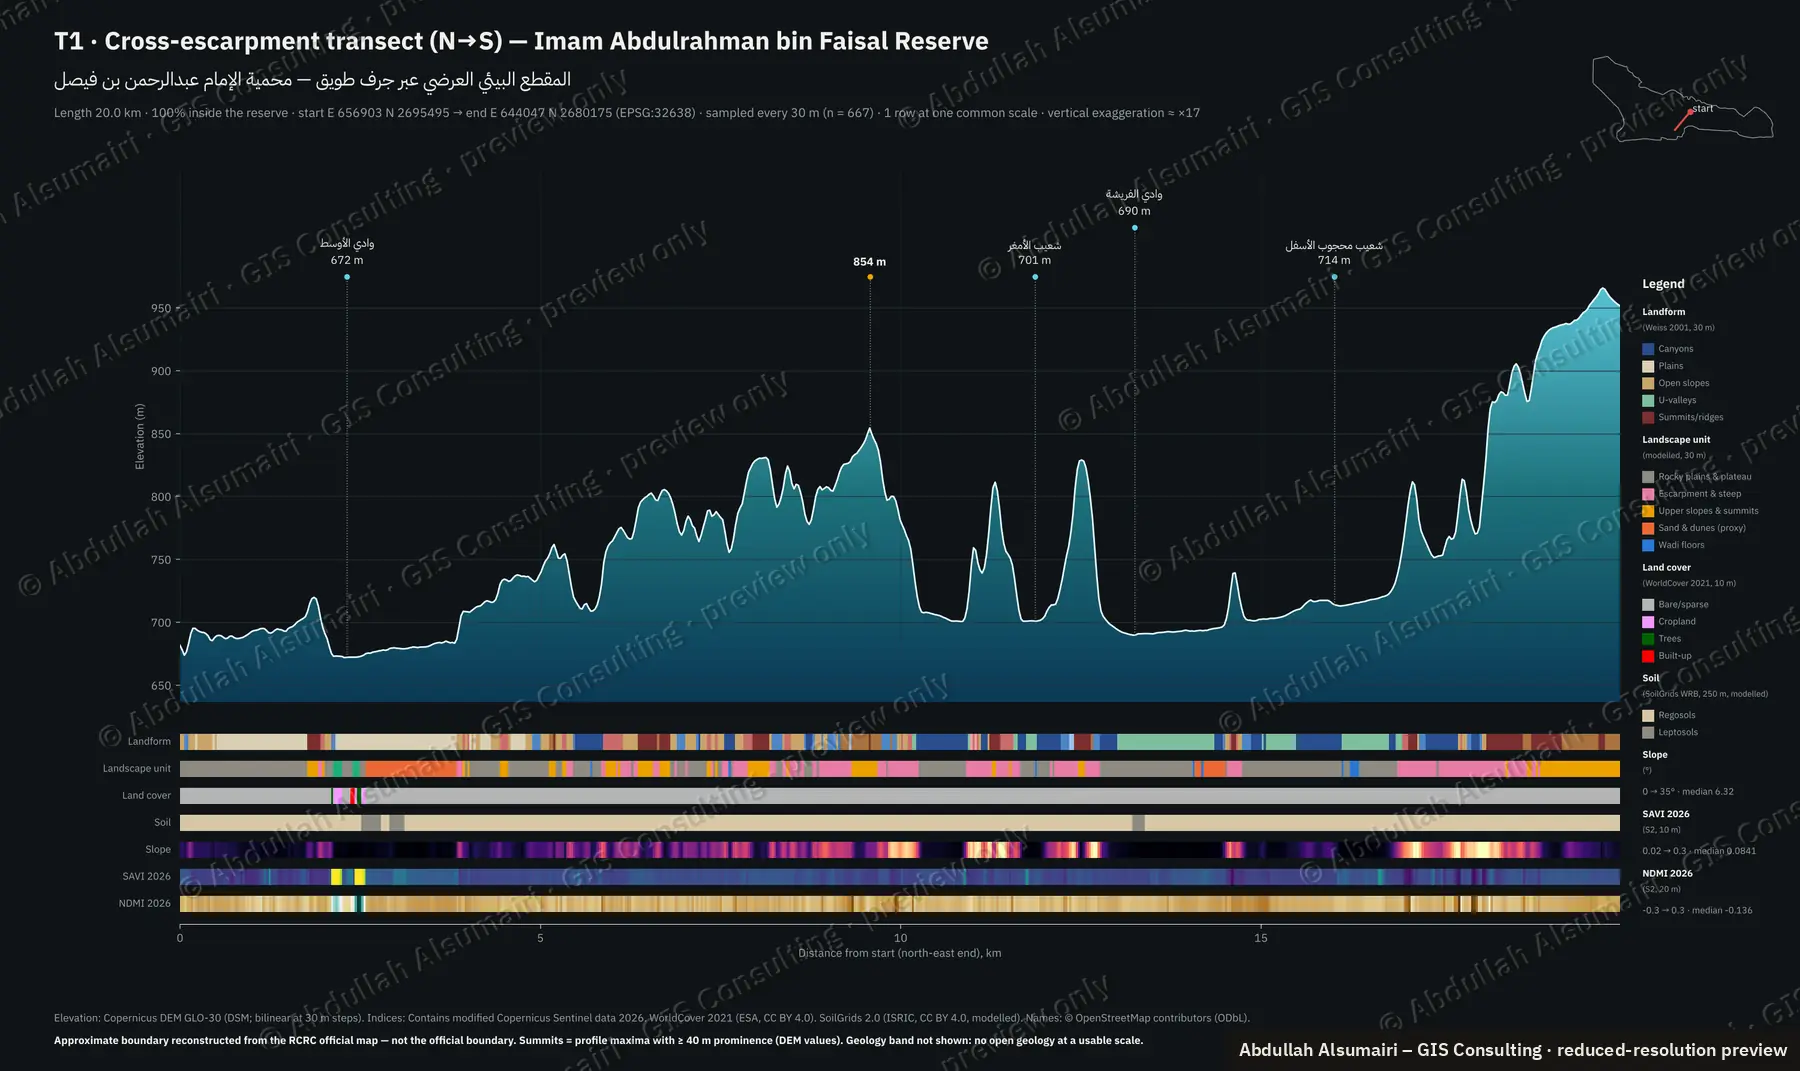 T1 · Cross-escarpment transect (N→S) — Imam Abdulrahman bin Faisal Reserve
المقطع البيئي العرضي عبر جرف طويق — محمية الإمام عبدالرحمن بن فيصل
Length 20.0 km · 100% inside the reserve · start E 656903 N 2695495 → end E 644047 N 2680175 (EPSG:32638) · sampled every 30 m (n = 667) · 1 row at one common scale · vertical exaggeration ≈ ×17
start
وادي الفريشة
690 m
وادي الأوسط
672 m
854 m
شعيب الأمغر
701 m
شعيب محجوب الأسفل
714 m
Elevation (m)
950
900
850
800
750
700
650
Legend
Landform
(Weiss 2001, 30 m)
Canyons
Plains
Open slopes
U-valleys
Summits/ridges
Landscape unit
(modelled, 30 m)
Rocky plains & plateau
Escarpment & steep
Upper slopes & summits
Sand & dunes (proxy)
Wadi floors
Land cover
(WorldCover 2021, 10 m)
Bare/sparse
Cropland
Trees
Built-up
Soil
(SoilGrids WRB, 250 m, modelled)
Regosols
Leptosols
Slope
(°)
0 → 35° · median 6.32
SAVI 2026
(S2, 10 m)
0.02 → 0.3 · median 0.0841
NDMI 2026
(S2, 20 m)
-0.3 → 0.3 · median -0.136
Landform
Landscape unit
Land cover
Soil
Slope
SAVI 2026
NDMI 2026
0 5 10 15
Distance from start (north-east end), km
Elevation: Copernicus DEM GLO-30 (DSM; bilinear at 30 m steps). Indices: Contains modified Copernicus Sentinel data 2026. WorldCover 2021 (ESA, CC BY 4.0). SoilGrids 2.0 (ISRIC, CC BY 4.0, modelled). Names: © OpenStreetMap contributors (ODbL).
Approximate boundary reconstructed from the RCRC official map — not the official boundary. Summits = profile maxima with ≥ 40 m prominence (DEM values). Geology band not shown: no open geology at a usable scale.
Abdullah Alsumairi – GIS Consulting · reduced-resolution preview
© Abdullah Alsumairi · GIS Consulting · preview only